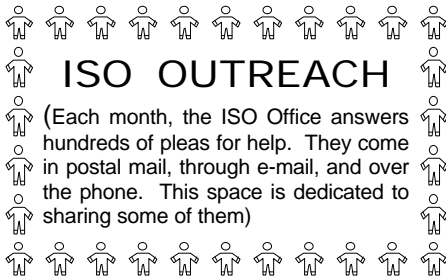 ISO OUTREACH
(Each month, the ISO Office answers
hundreds of pleas for help. They come
in postal mail, through e-mail, and over
the phone. This space is dedicated to
sharing some of them)